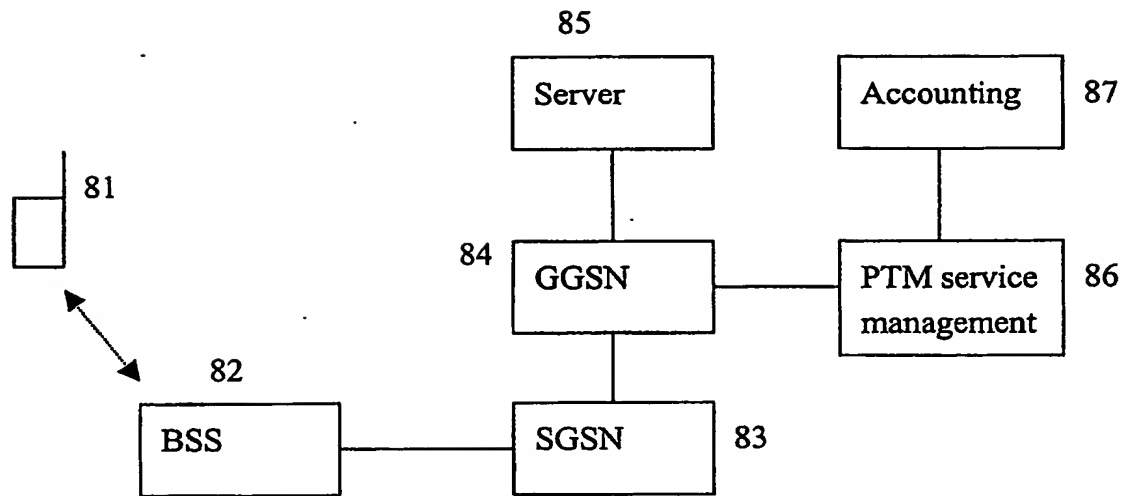 85
Server
Accounting
87
81
84
GGSN
PTM service
management
86
82
BSS
SGSN
83